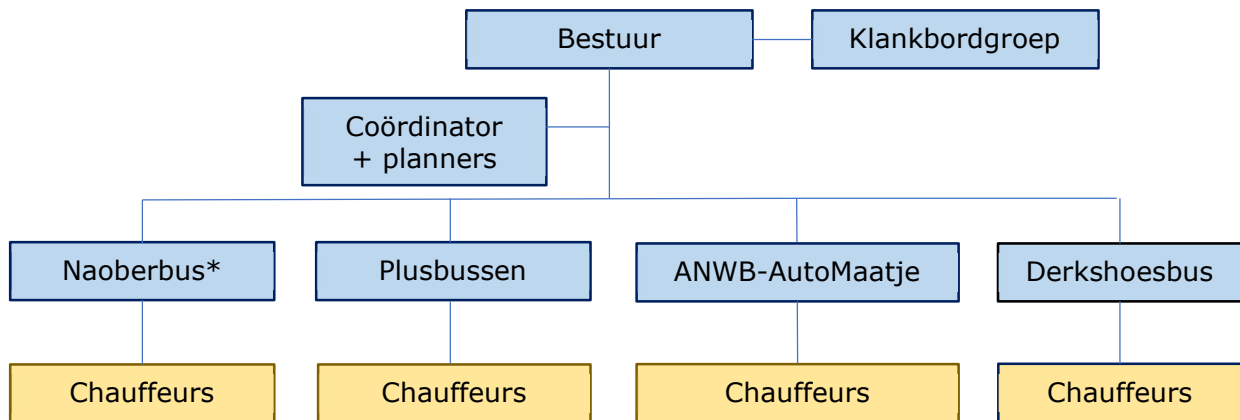 Bestuur
Klankbordgroep
Coördinator
+ planners
Naoberbus*
Plusbussen
ANWB-AutoMaatje
Derkshoesbus
Chauffeurs
Chauffeurs
Chauffeurs
Chauffeurs